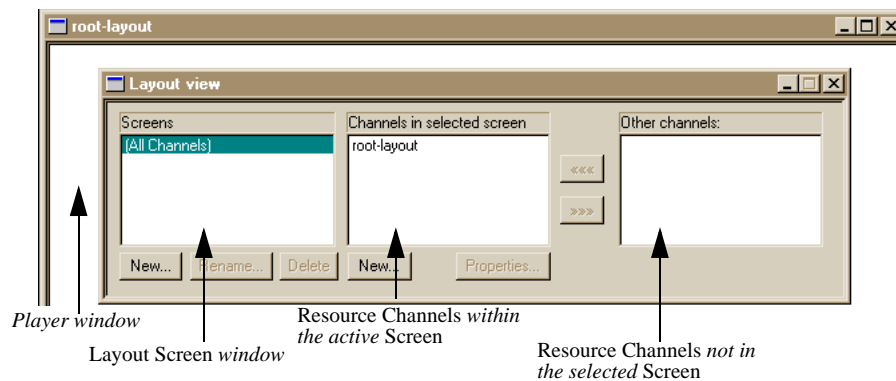 root-layout
Layout view
Screens
Channels in selected screen
Other channels:
(All Channels)
root-layout
<<<
>>>
New...
Rename...
Delete
New...
Properties...
Player window
Layout Screen window
Resource Channels within
the active Screen
Resource Channels not in
the selected Screen